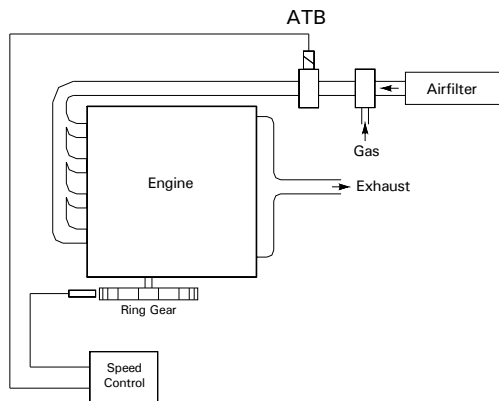 ATB
Airfilter
Gas
Engine
Exhaust
Ring Gear
Speed
Control